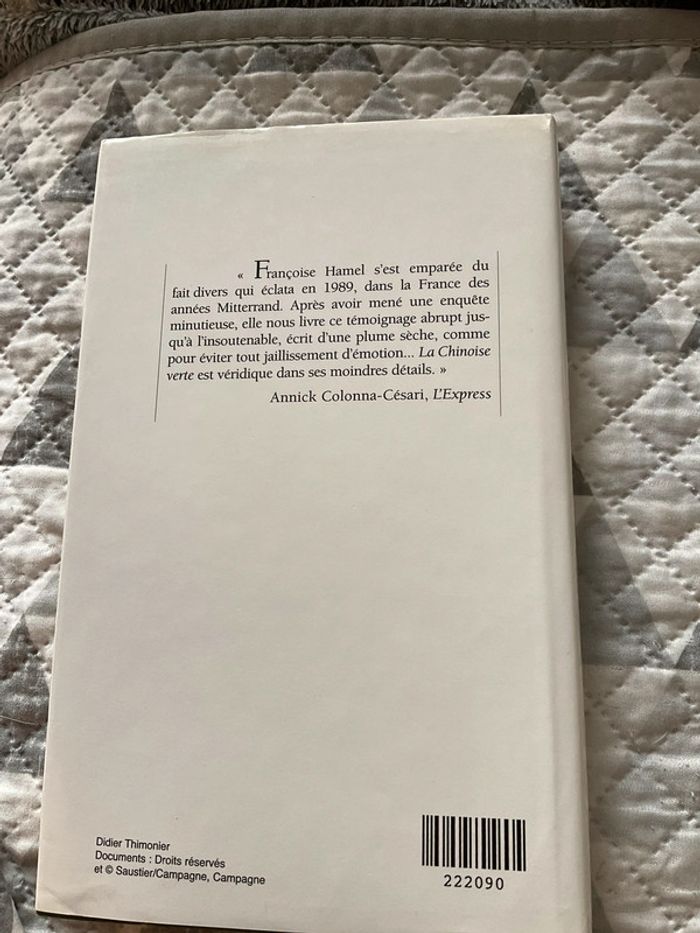 « Françoise Hamel s'est emparée du
fait divers qui éclata en 1989, dans la France des
années Mitterrand. Après avoir mené une enquête
minutieuse, elle nous livre ce témoignage abrupt jus-
qu'à l'insoutenable, écrit d'une plume sèche, comme
pour éviter tout jaillissement d'émotion... La Chinoise
verte est véridique dans ses moindres détails. »
Annick Colonna-Césari, L'Express
Didier Thimonier
Documents : Droits réservés
et © Saustier/Campagne, Campagne
222090